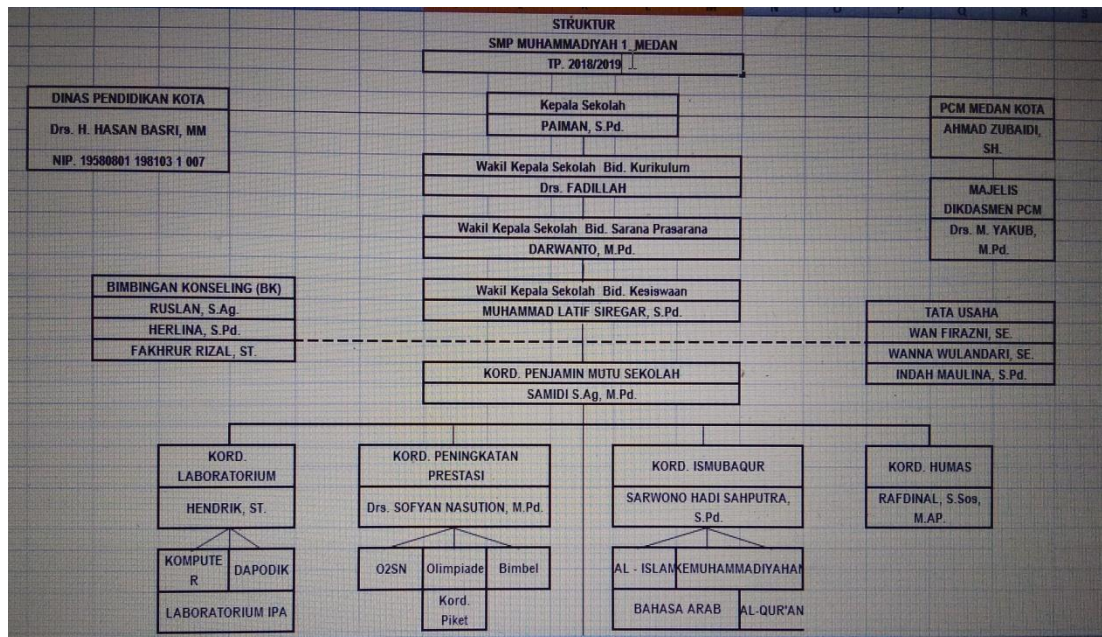 STRUKTUR
SMP MUHAMMADIYAH 1 MEDAN
TP. 2018/2019
DINAS PENDIDIKAN KOTA
Drs. H. HASAN BASRI, MM
NIP. 19580801 198103 1 007
Kepala Sekolah
PAIMAN, S.Pd.
PCM MEDAN KOTA
AHMAD ZUBAIDI,
SH.
Wakil Kepala Sekolah Bid. Kurikulum
Drs. FADILLAH
MAJELIS
DIKDASMEN PCM
Drs. M. YAKUB,
M.Pd.
Wakil Kepala Sekolah Bid. Sarana Prasarana
DARWANTO, M.Pd.
BIMBINGAN KONSELING (BK)
RUSLAN, S.Ag.
HERLINA, S.Pd.
FAKHRUR RIZAL, ST.
Wakil Kepala Sekolah Bid. Kesiswaan
MUHAMMAD LATIF SIREGAR, S.Pd.
TATA USAHA
WAN FIRAZNI, SE.
WANNA WULANDARI, SE.
INDAH MAULINA, S.Pd.
KORD. PENJAMIN MUTU SEKOLAH
SAMIDI S.Ag, M.Pd.
KORD.
LABORATORIUM
HENDRIK, ST.
KOMPUTE
R
DAPODIK
LABORATORIUM IPA
KORD. PENINGKATAN
PRESTASI
Drs. SOFYAN NASUTION, M.Pd.
O2SN
Olimpiade
Bimbel
Kord.
Piket
KORD. ISMUBAQUR
SARWONO HADI SAHPUTRA,
S.Pd.
AL - ISLAM
KEMUHAMMADIYAHAN
BAHASA ARAB
AL-QUR'AN
KORD. HUMAS
RAFDINAL, S.Sos,
M.AP.